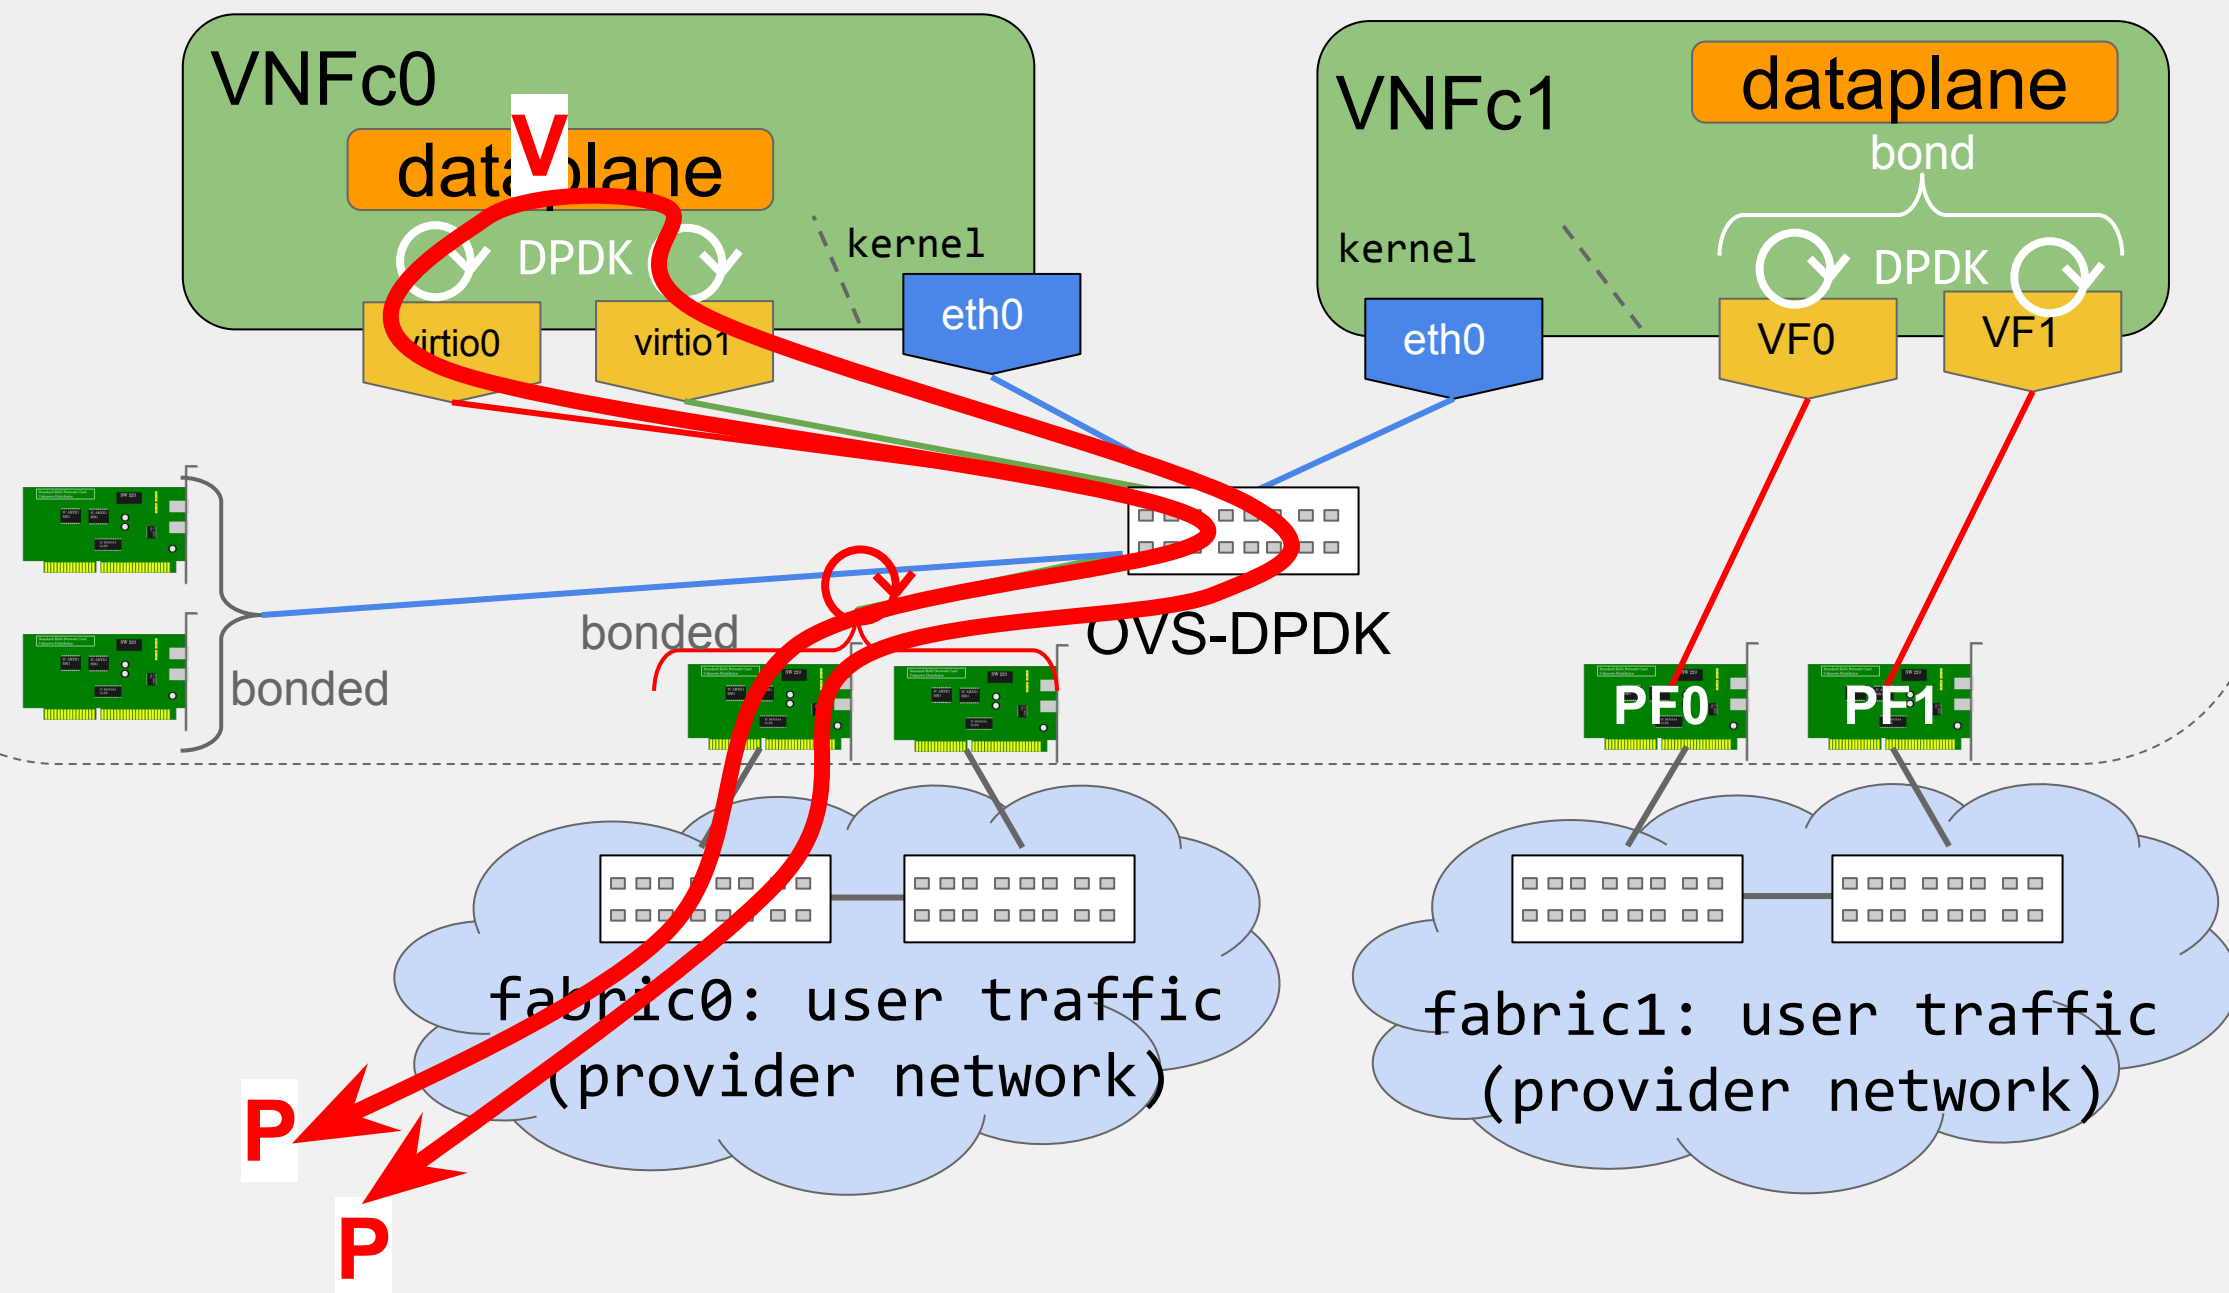 VNFc0
V
dataplane
DPDK
kernel
virtio0
virtio1
eth0
VNFc1
dataplane
bond
kernel
DPDK
eth0
VF0
VF1
bonded
bonded
OVS-DPDK
PF0
PF1
fabric0: user traffic
(provider network)
fabric1: user traffic
(provider network)
P
P